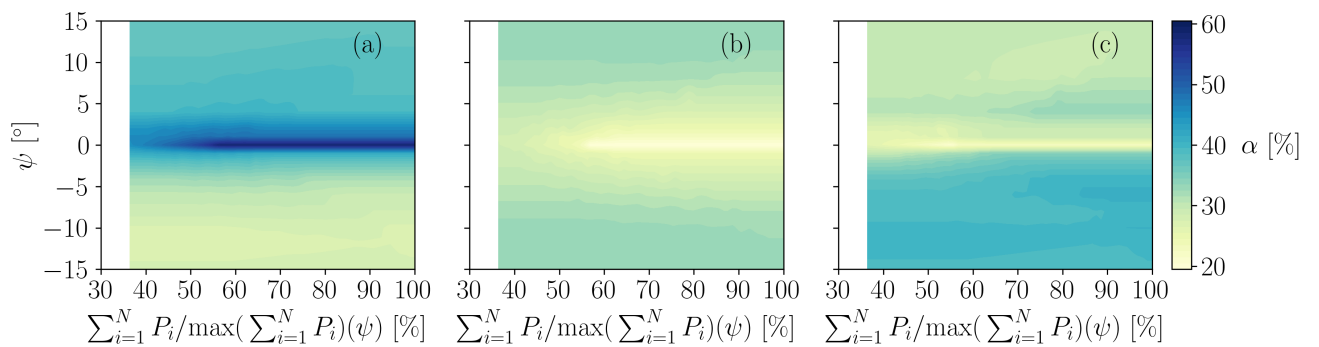 (a) (b) (c)
15
10
5
0
−5
−10
−15
ψ [°]
30 40 50 60 70 80 90 100
30 40 50 60 70 80 90 100
30 40 50 60 70 80 90 100
∑_{i=1}^{N} P_i/max(∑_{i=1}^{N} P_i)(ψ) [%]
∑_{i=1}^{N} P_i/max(∑_{i=1}^{N} P_i)(ψ) [%]
∑_{i=1}^{N} P_i/max(∑_{i=1}^{N} P_i)(ψ) [%]
60
50
40
30
20
α [%]